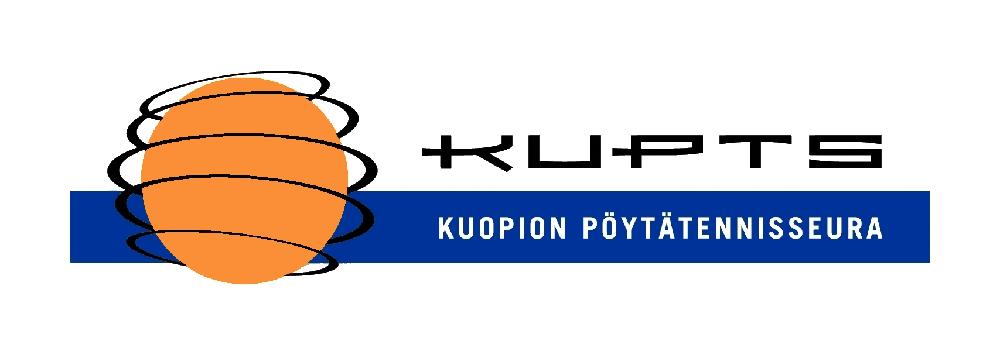 KUPTS
KUOPION PÖYTÄTENNISSEURA